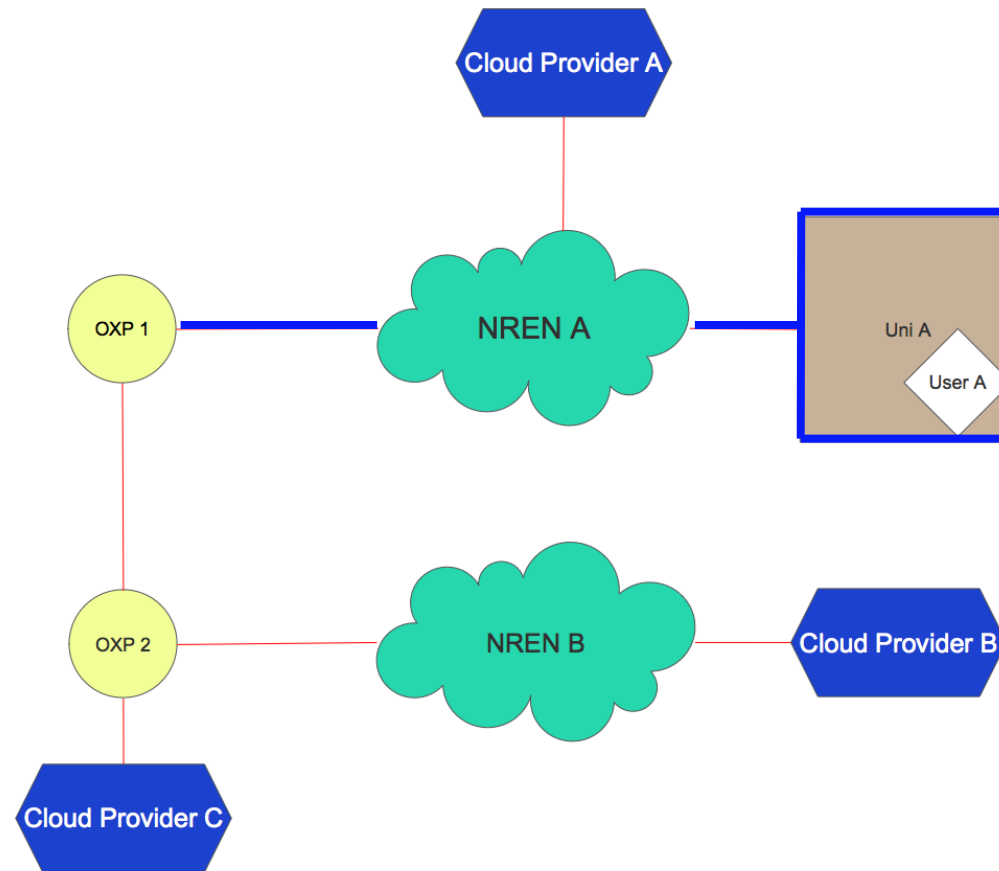 Cloud Provider A
OXP 1
NREN A
Uni A
User A
OXP 2
NREN B
Cloud Provider B
Cloud Provider C